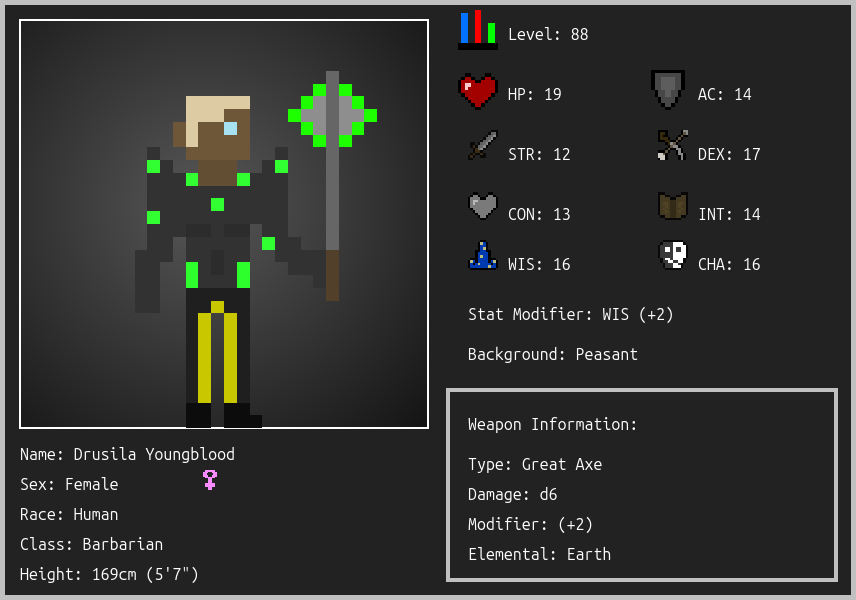 Level: 88
HP: 19
AC: 14
STR: 12
DEX: 17
CON: 13
INT: 14
WIS: 16
CHA: 16
Stat Modifier: WIS (+2)
Background: Peasant
Weapon Information:
Type: Great Axe
Damage: d6
Modifier: (+2)
Elemental: Earth
Name: Drusila Youngblood
Sex: Female
Race: Human
Class: Barbarian
Height: 169cm (5'7")